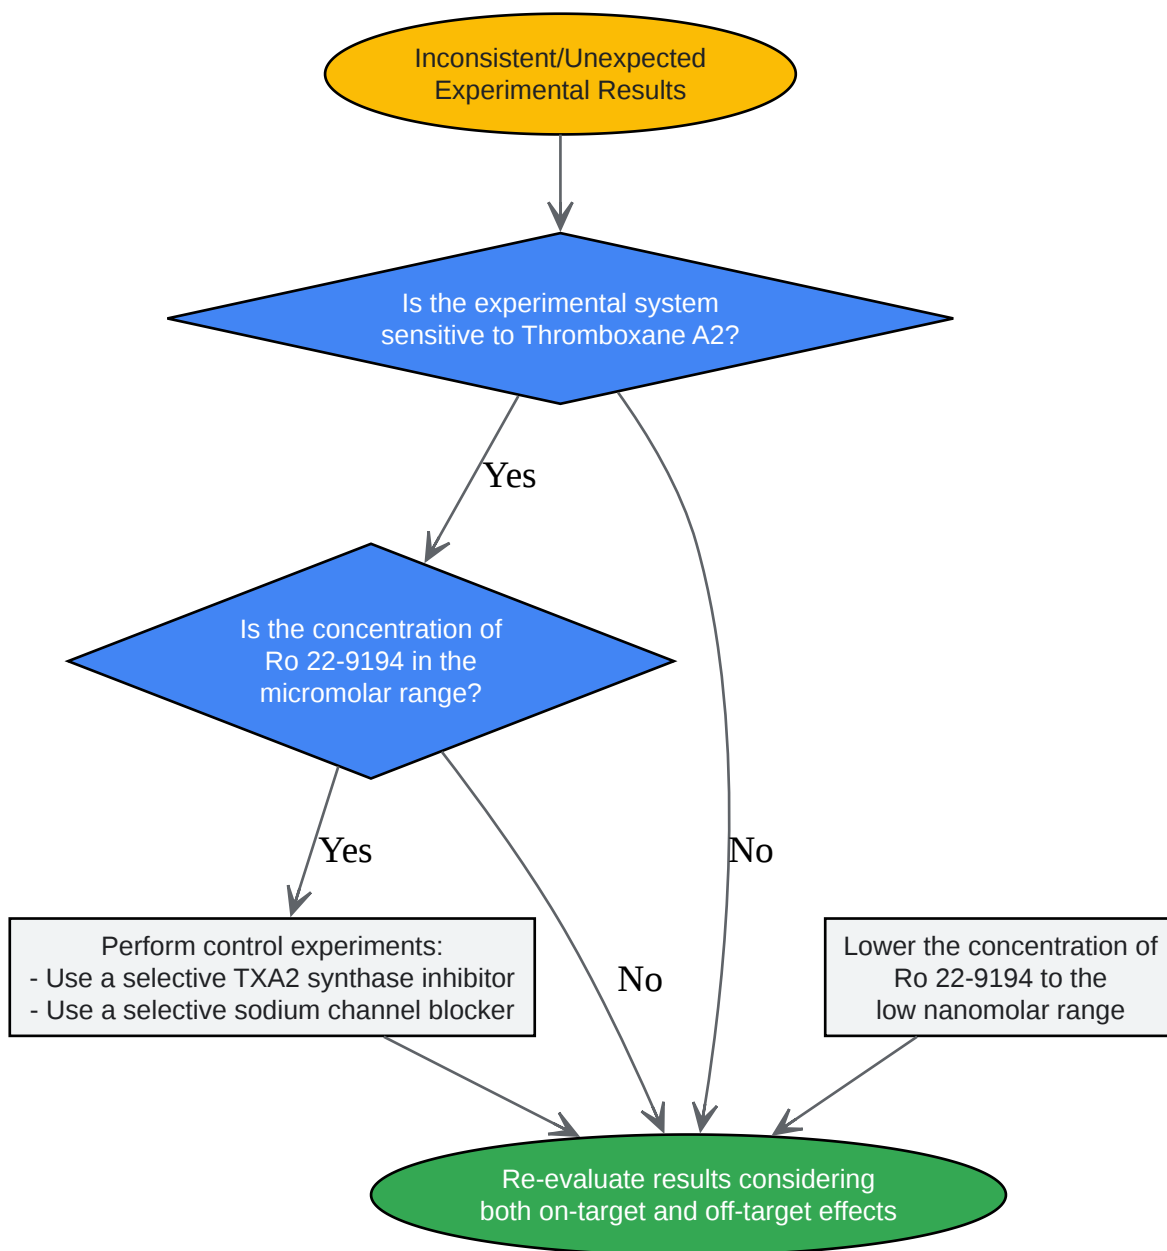 Inconsistent/Unexpected
Experimental Results
Is the experimental system
sensitive to Thromboxane A2?
Yes
Is the concentration of
Ro 22-9194 in the
micromolar range?
Yes
No
Perform control experiments:
- Use a selective TXA2 synthase inhibitor
- Use a selective sodium channel blocker
No
Lower the concentration of
Ro 22-9194 to the
low nanomolar range
Re-evaluate results considering
both on-target and off-target effects